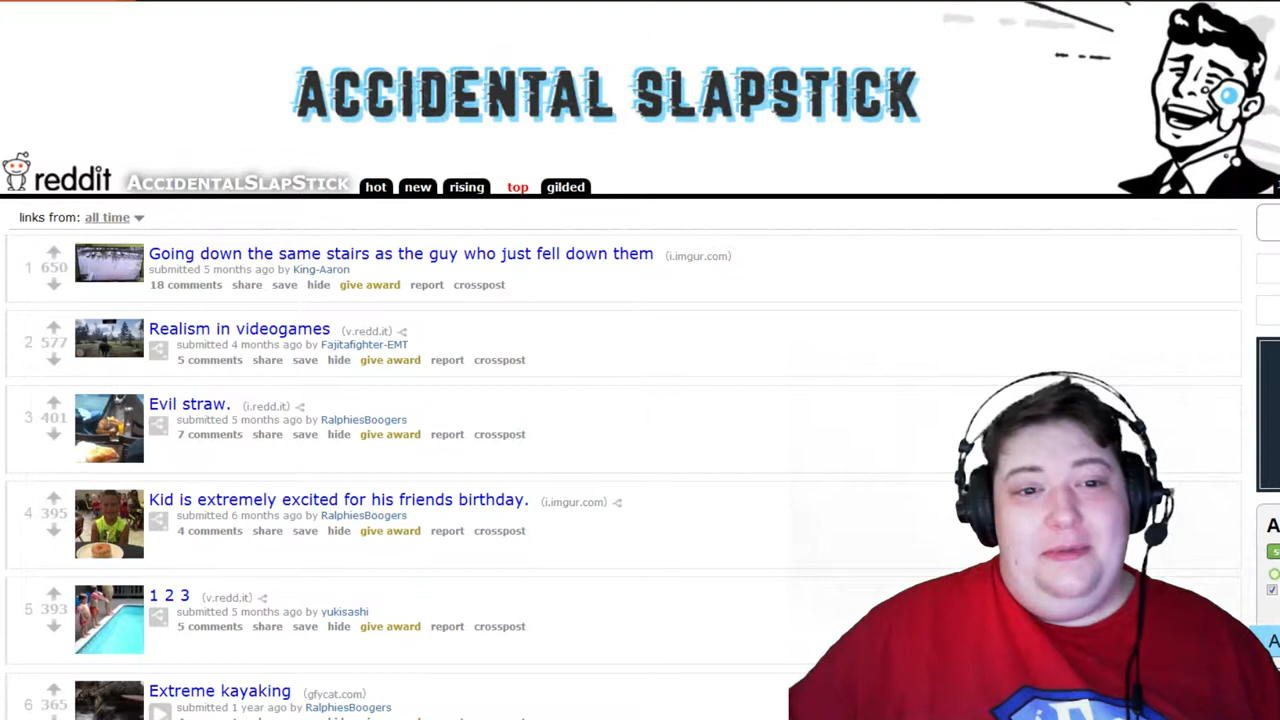 ACCIDENTAL SLAPSTICK
reddit ACCIDENTALSLAPSTICK hot new rising top gilded
links from: all time
1 650 Going down the same stairs as the guy who just fell down them (i.imgur.com)
submitted 5 months ago by King-Aaron
18 comments share save hide give award report crosspost
2 577 Realism in videogames (v.redd.it)
submitted 4 months ago by Fajitafighter-EMT
5 comments share save hide give award report crosspost
3 401 Evil straw. (i.redd.it)
submitted 5 months ago by RalphiesBoogers
7 comments share save hide give award report crosspost
4 395 Kid is extremely excited for his friends birthday. (i.imgur.com)
submitted 6 months ago by RalphiesBoogers
4 comments share save hide give award report crosspost
5 393 1 2 3 (v.redd.it)
submitted 5 months ago by yukisashi
5 comments share save hide give award report crosspost
6 365 Extreme kayaking (gfycat.com)
submitted 1 year ago by RalphiesBoogers